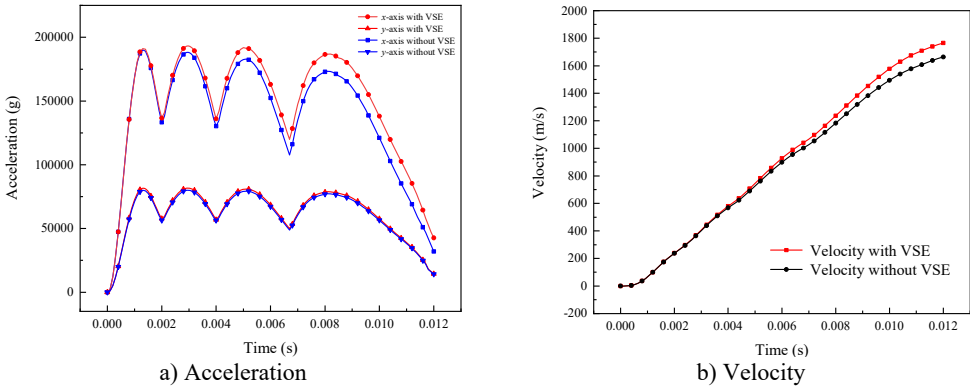 x-axis with VSE
y-axis with VSE
x-axis without VSE
y-axis without VSE
200000
150000
100000
50000
0
Acceleration (g)
0.000 0.002 0.004 0.006 0.008 0.010 0.012
Time (s)
a) Acceleration
2000
1800
1600
1400
1200
1000
800
600
400
200
0
-200
Velocity (m/s)
Velocity with VSE
Velocity without VSE
0.000 0.002 0.004 0.006 0.008 0.010 0.012
Time (s)
b) Velocity